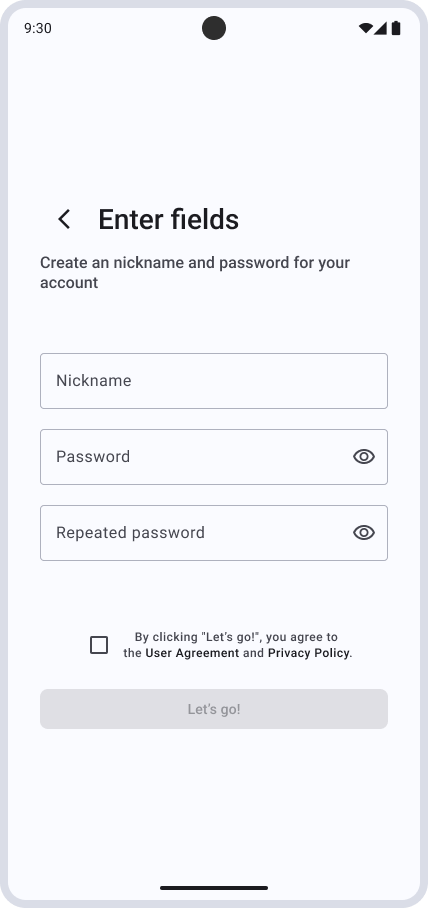 9:30
Enter fields
Create an nickname and password for your
account
Nickname
Password
Repeated password
By clicking "Let's go!", you agree to
the User Agreement and Privacy Policy.
Let's go!